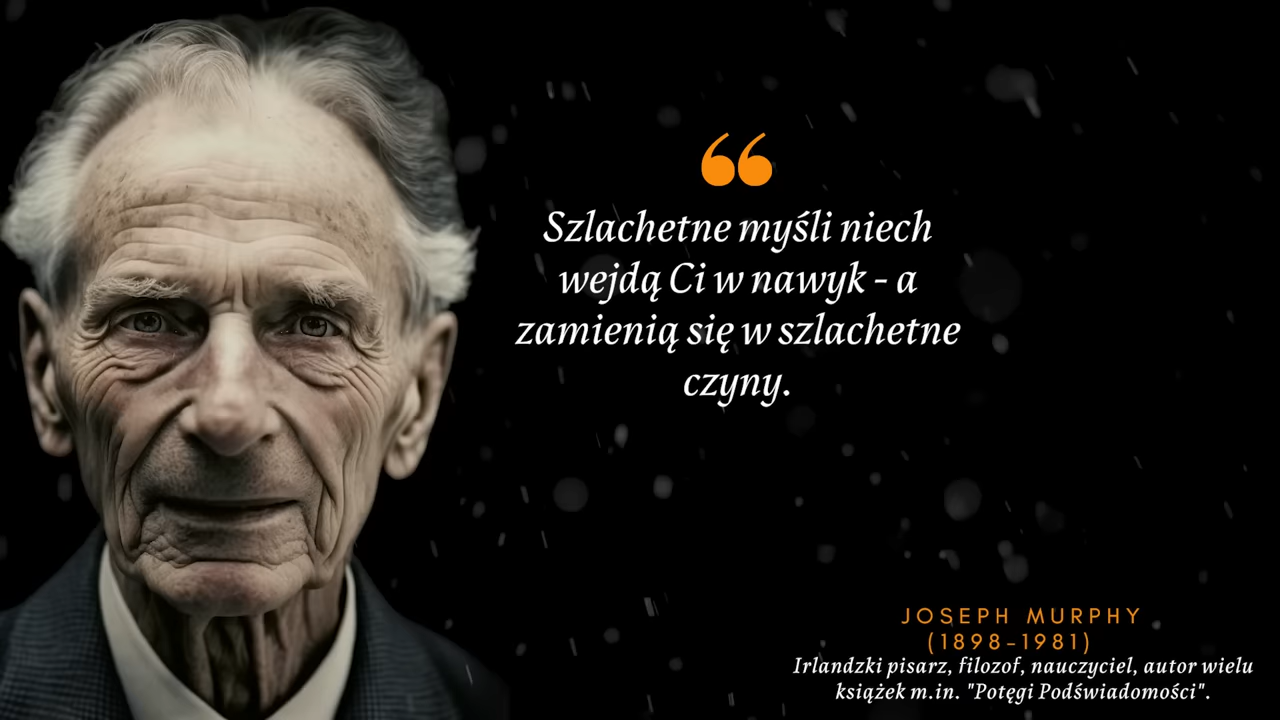 Szlachetne myśli niech
wejdą Ci w nawyk - a
zamienią się w szlachetne
czyny.
JOSEPH MURPHY
(1898-1981)
Irlandzki pisarz, filozof, nauczyciel, autor wielu
książek m.in. "Potęgi Podświadomości".